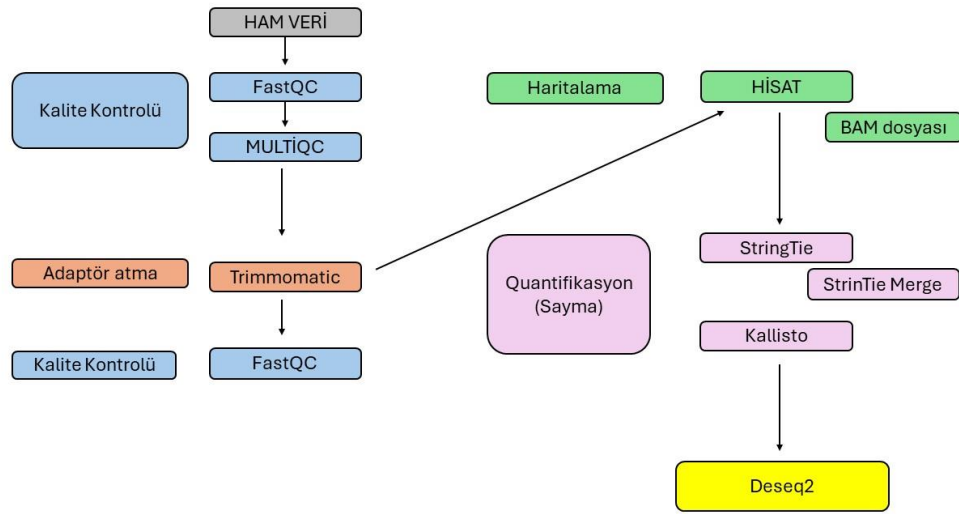 HAM VERİ
Kalite Kontrolü
FastQC
MULTİQC
Adaptör atma
Trimmomatic
Kalite Kontrolü
FastQC
Haritalama
HİSAT
BAM dosyası
Quantifikasyon
(Sayma)
StringTie
StrinTie Merge
Kallisto
Deseq2